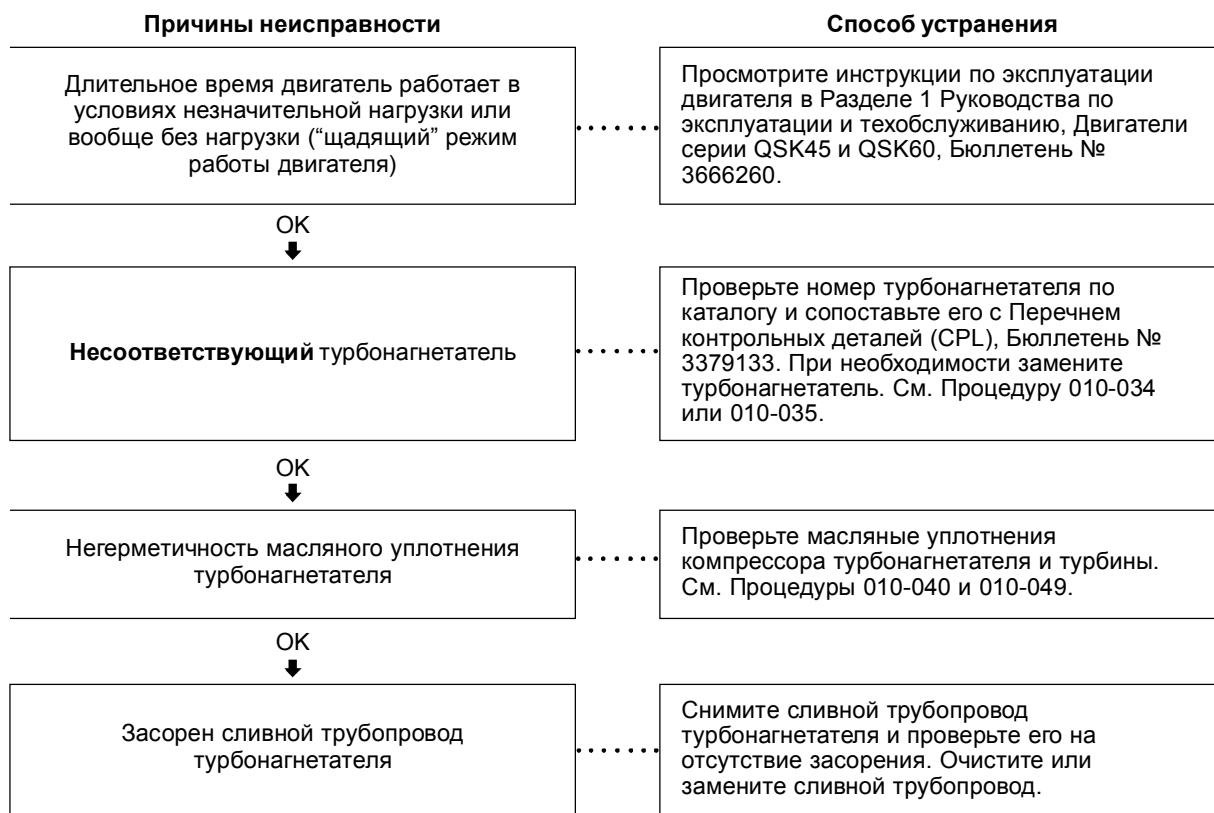 Причины неисправности
Способ устранения
Длительное время двигатель работает в
условиях незначительной нагрузки или
вообще без нагрузки (“щадящий” режим
работы двигателя)
Просмотрите инструкции по эксплуатации
двигателя в Разделе 1 Руководства по
эксплуатации и техобслуживанию, Двигатели
серии QSK45 и QSK60, Бюллетень №
3666260.
OK
Несоответствующий турбонагнетатель
Проверьте номер турбонагнетателя по
каталогу и сопоставьте его с Перечнем
контрольных деталей (CPL), Бюллетень №
3379133. При необходимости замените
турбонагнетатель. См. Процедуру 010-034
или 010-035.
OK
Негерметичность масляного уплотнения
турбонагнетателя
Проверьте масляные уплотнения
компрессора турбонагнетателя и турбины.
См. Процедуры 010-040 и 010-049.
OK
Засорен сливной трубопровод
турбонагнетателя
Снимите сливной трубопровод
турбонагнетателя и проверьте его на
отсутствие засорения. Очистите или
замените сливной трубопровод.